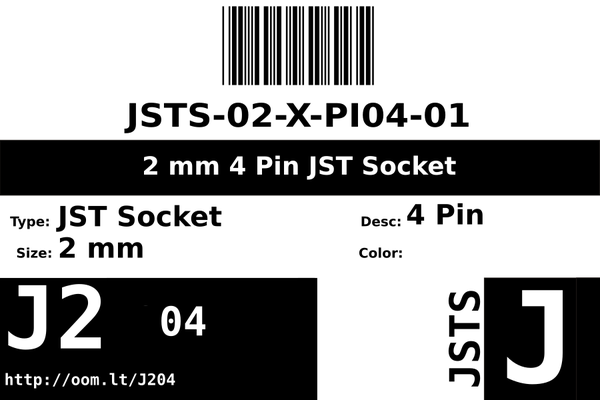 JSTS-02-X-PI04-01
2 mm 4 Pin JST Socket
Type: JST Socket
Desc: 4 Pin
Size: 2 mm
Color:
J2 04
http://oom.lt/J204
JSTS
J